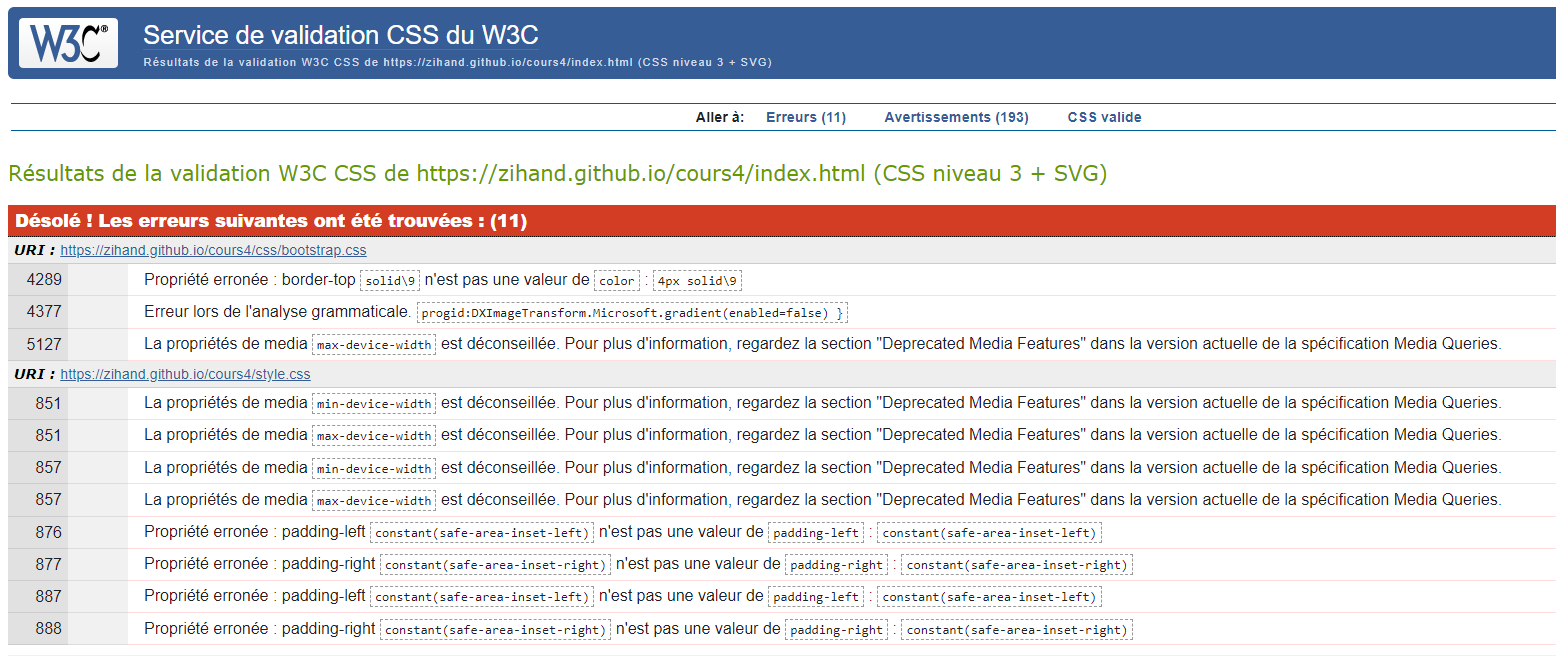 W3C® Service de validation CSS du W3C
Résultats de la validation W3C CSS de https://zihand.github.io/cours4/index.html (CSS niveau 3 + SVG)
Aller à: Erreurs (11) Avertissements (193) CSS valide
Résultats de la validation W3C CSS de https://zihand.github.io/cours4/index.html (CSS niveau 3 + SVG)
Désolé ! Les erreurs suivantes ont été trouvées : (11)
URI : https://zihand.github.io/cours4/css/bootstrap.css
4289 Propriété erronée : border-top solid\9 n'est pas une valeur de color : 4px solid\9
4377 Erreur lors de l'analyse grammaticale. progid:DXImageTransform.Microsoft.gradient(enabled=false) }
5127 La propriétés de media max-device-width est déconseillée. Pour plus d'information, regardez la section "Deprecated Media Features" dans la version actuelle de la spécification Media Queries.
URI : https://zihand.github.io/cours4/style.css
851 La propriétés de media min-device-width est déconseillée. Pour plus d'information, regardez la section "Deprecated Media Features" dans la version actuelle de la spécification Media Queries.
851 La propriétés de media max-device-width est déconseillée. Pour plus d'information, regardez la section "Deprecated Media Features" dans la version actuelle de la spécification Media Queries.
857 La propriétés de media min-device-width est déconseillée. Pour plus d'information, regardez la section "Deprecated Media Features" dans la version actuelle de la spécification Media Queries.
857 La propriétés de media max-device-width est déconseillée. Pour plus d'information, regardez la section "Deprecated Media Features" dans la version actuelle de la spécification Media Queries.
876 Propriété erronée : padding-left constant(safe-area-inset-left) n'est pas une valeur de padding-left : constant(safe-area-inset-left)
877 Propriété erronée : padding-right constant(safe-area-inset-right) n'est pas une valeur de padding-right : constant(safe-area-inset-right)
887 Propriété erronée : padding-left constant(safe-area-inset-left) n'est pas une valeur de padding-left : constant(safe-area-inset-left)
888 Propriété erronée : padding-right constant(safe-area-inset-right) n'est pas une valeur de padding-right : constant(safe-area-inset-right)